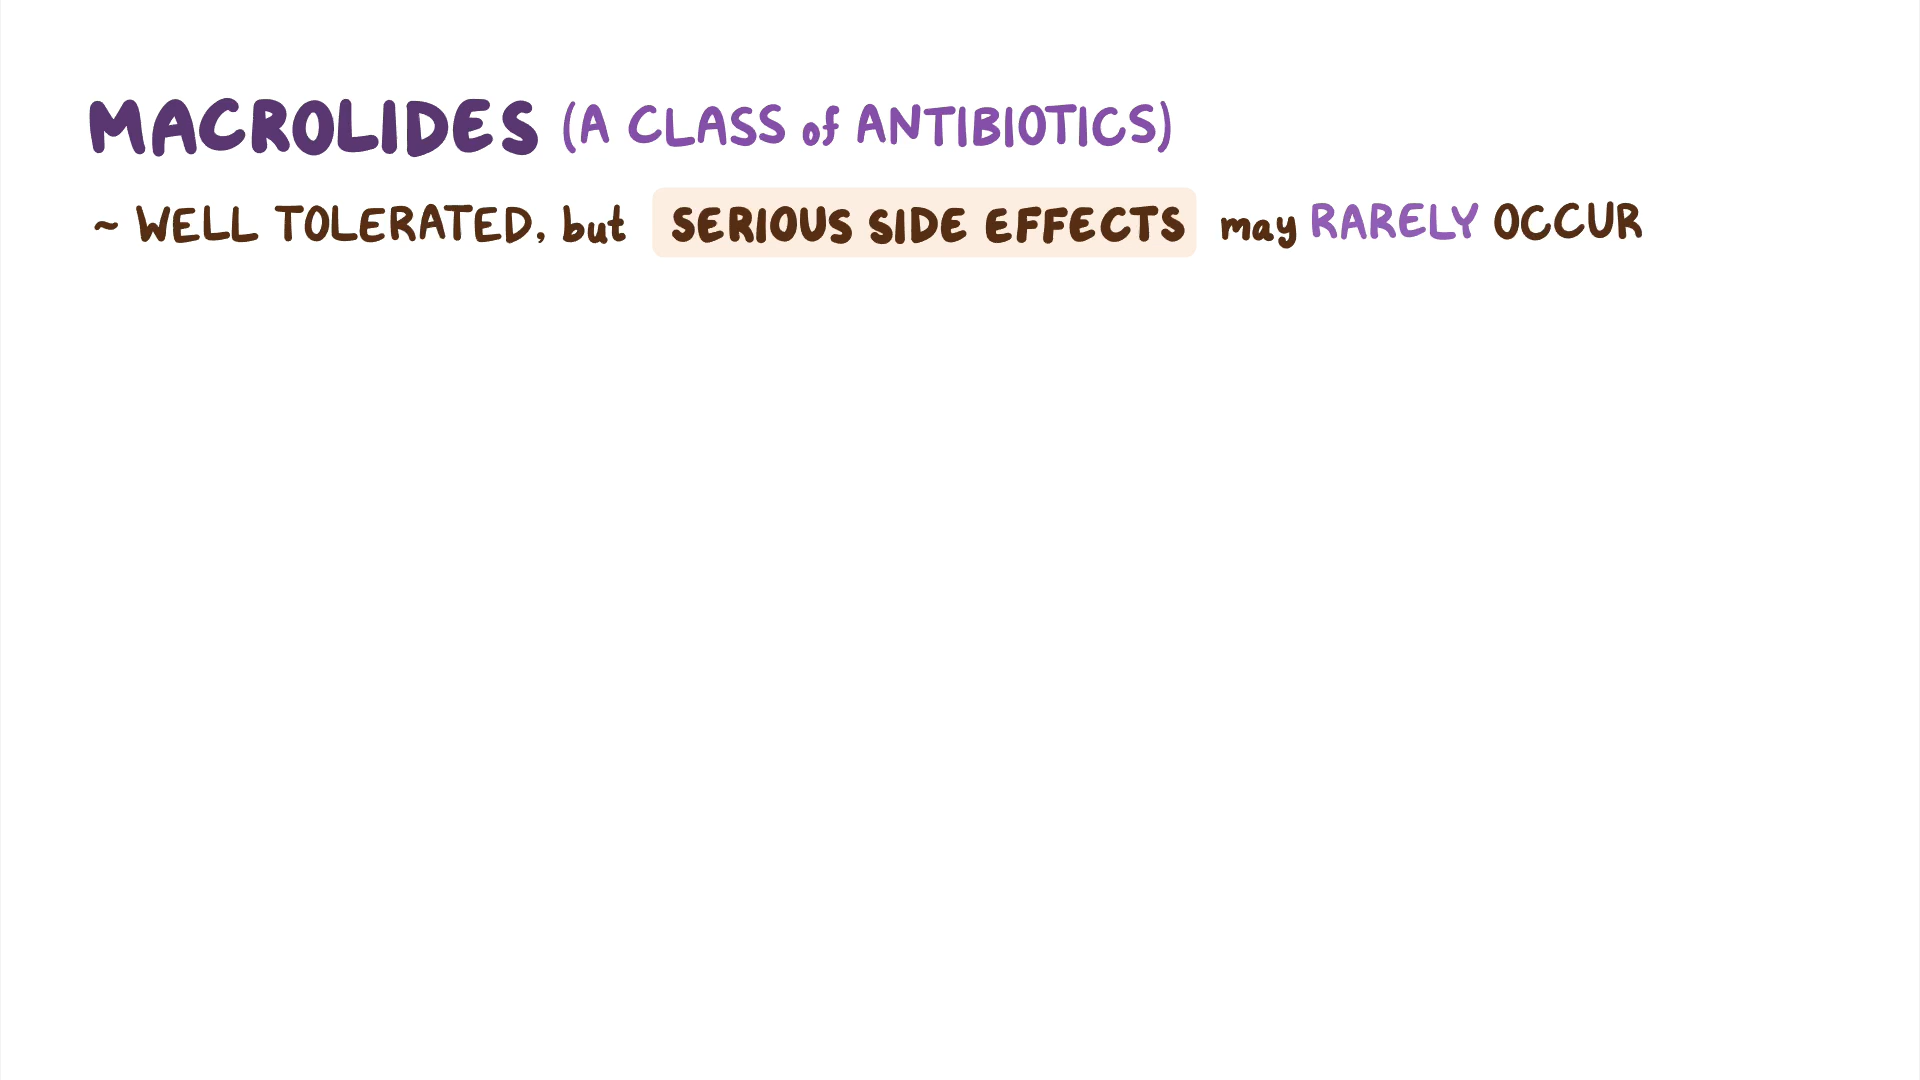 MACROLIDES (A CLASS of ANTIBIOTICS)
~ WELL TOLERATED, but SERIOUS SIDE EFFECTS may RARELY OCCUR